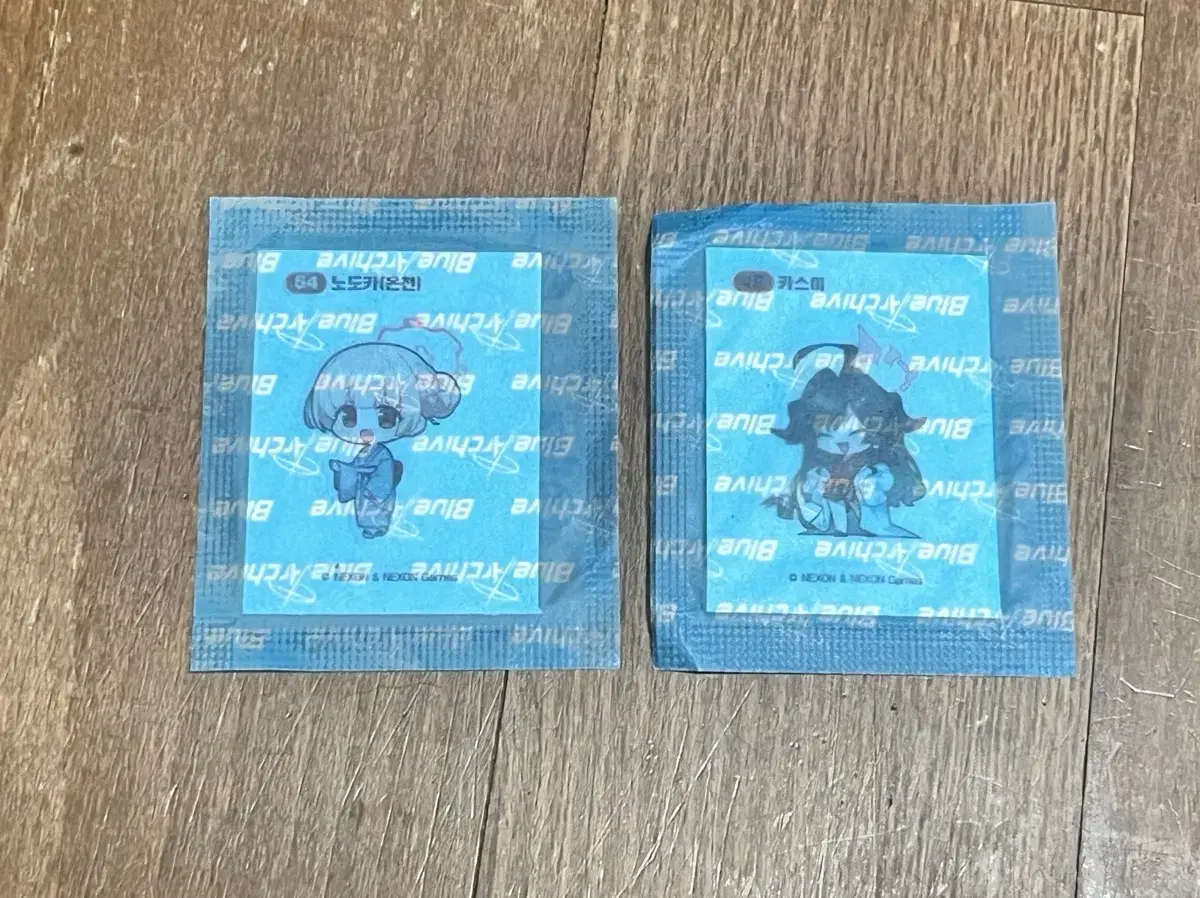 54 노도카(온천)
Blue Archive
© NEXON & NEXON Games
카스미
Blue Archive
© NEXON & NEXON Games